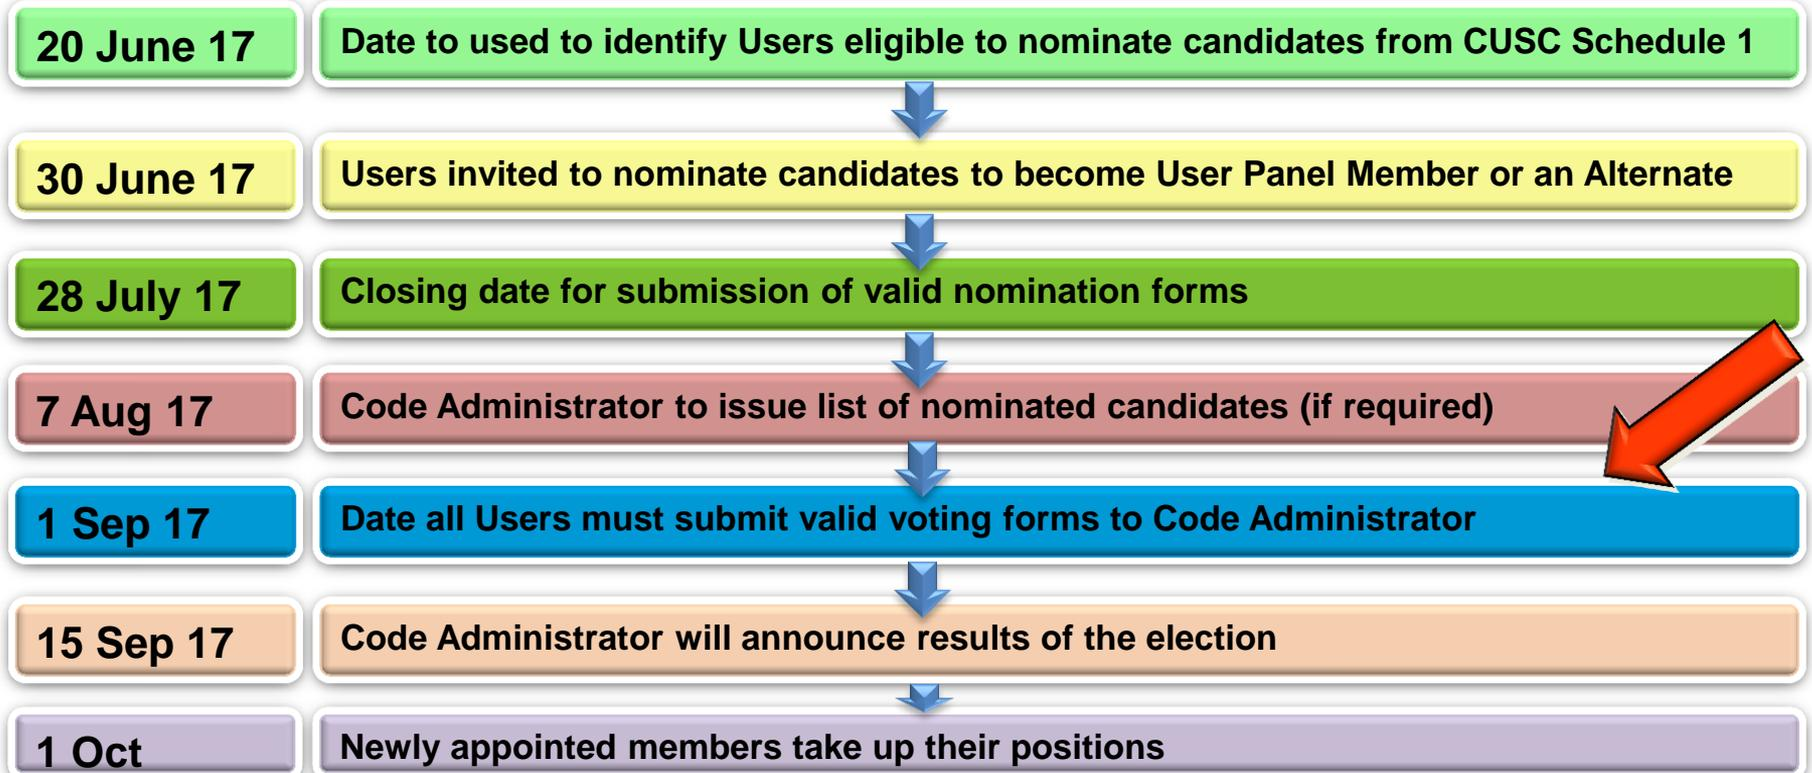 20 June 17
Date to used to identify Users eligible to nominate candidates from CUSC Schedule 1
30 June 17
Users invited to nominate candidates to become User Panel Member or an Alternate
28 July 17
Closing date for submission of valid nomination forms
7 Aug 17
Code Administrator to issue list of nominated candidates (if required)
1 Sep 17
Date all Users must submit valid voting forms to Code Administrator
15 Sep 17
Code Administrator will announce results of the election
1 Oct
Newly appointed members take up their positions